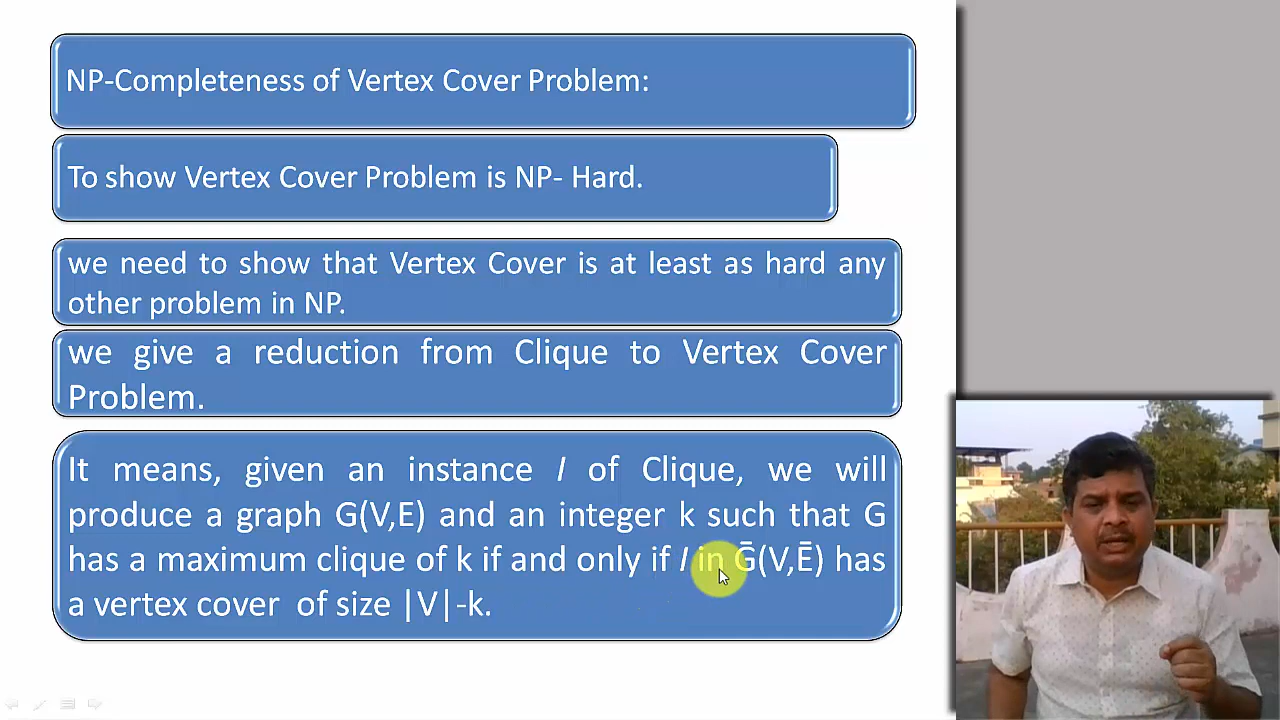 NP-Completeness of Vertex Cover Problem:
To show Vertex Cover Problem is NP- Hard.
we need to show that Vertex Cover is at least as hard any
other problem in NP.
we give a reduction from Clique to Vertex Cover
Problem.
It means, given an instance I of Clique, we will
produce a graph G(V,E) and an integer k such that G
has a maximum clique of k if and only if I in Ḡ(V,Ē) has
a vertex cover of size |V|-k.